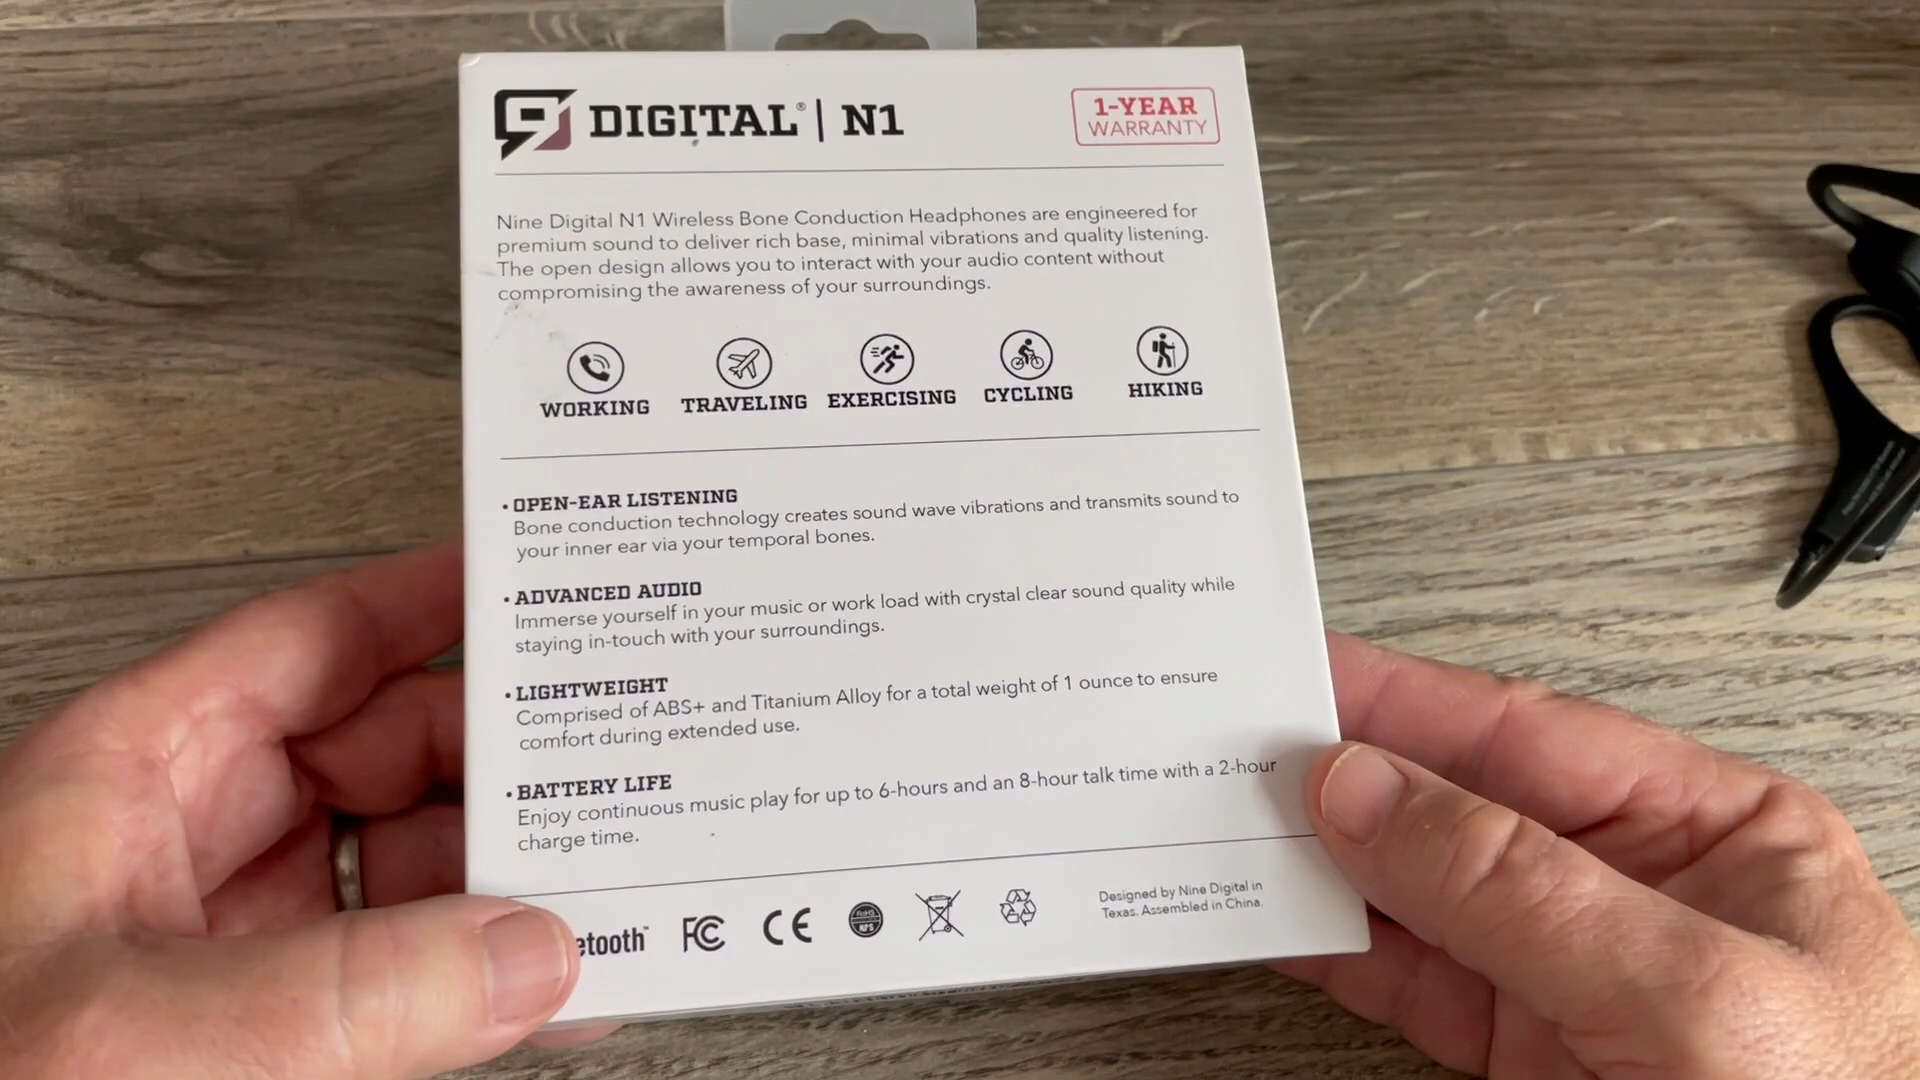 DIGITAL® | N1
1-YEAR
WARRANTY
Nine Digital N1 Wireless Bone Conduction Headphones are engineered for
premium sound to deliver rich base, minimal vibrations and quality listening.
The open design allows you to interact with your audio content without
compromising the awareness of your surroundings.
WORKING TRAVELING EXERCISING CYCLING HIKING
• OPEN-EAR LISTENING
Bone conduction technology creates sound wave vibrations and transmits sound to
your inner ear via your temporal bones.
• ADVANCED AUDIO
Immerse yourself in your music or work load with crystal clear sound quality while
staying in-touch with your surroundings.
• LIGHTWEIGHT
Comprised of ABS+ and Titanium Alloy for a total weight of 1 ounce to ensure
comfort during extended use.
• BATTERY LIFE
Enjoy continuous music play for up to 6-hours and an 8-hour talk time with a 2-hour
charge time.
etooth™ FC CE RoHS NPS
Designed by Nine Digital in
Texas. Assembled in China.